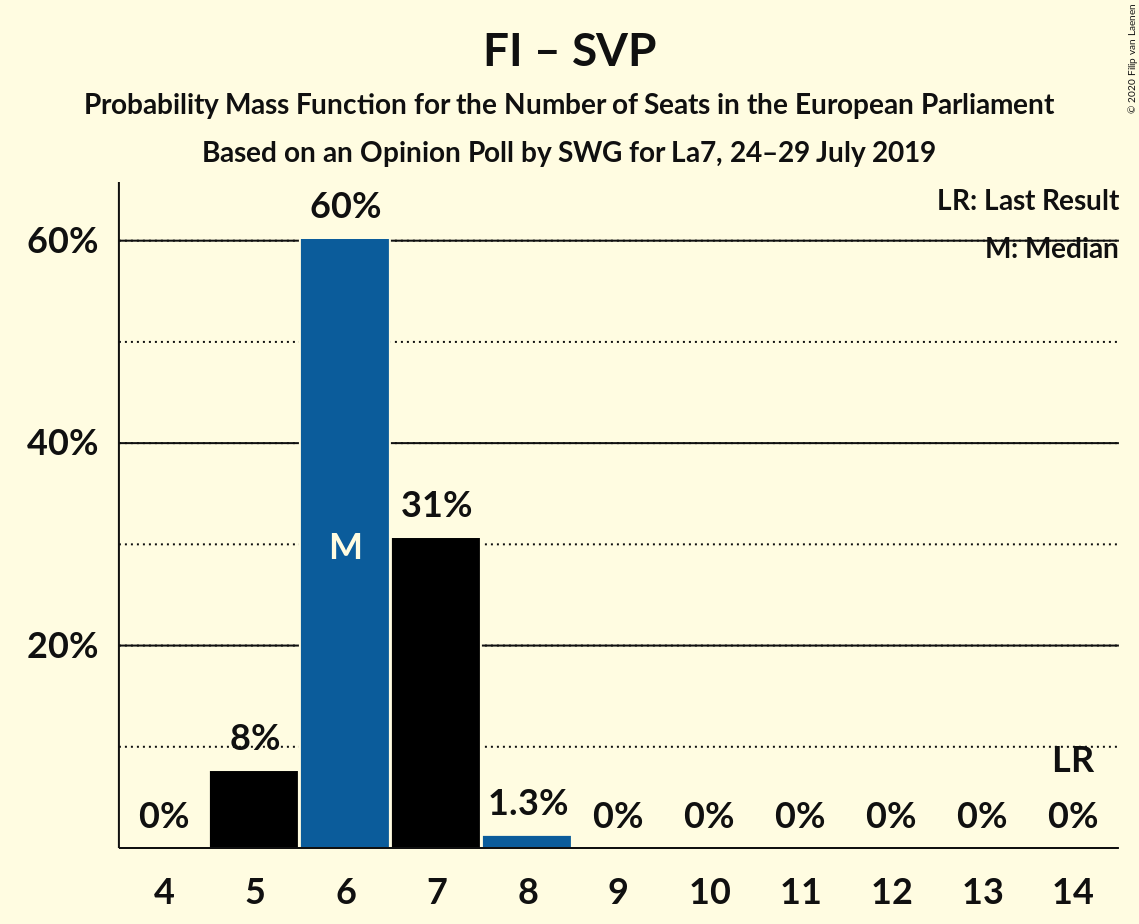 FI – SVP
Probability Mass Function for the Number of Seats in the European Parliament
Based on an Opinion Poll by SWG for La7, 24–29 July 2019
© 2020 Filip van Laenen
LR: Last Result
M: Median
60%
40%
20%
0%
8%
60%
M
31%
1.3%
0%
0%
0%
0%
0%
LR
0%
4 5 6 7 8 9 10 11 12 13 14